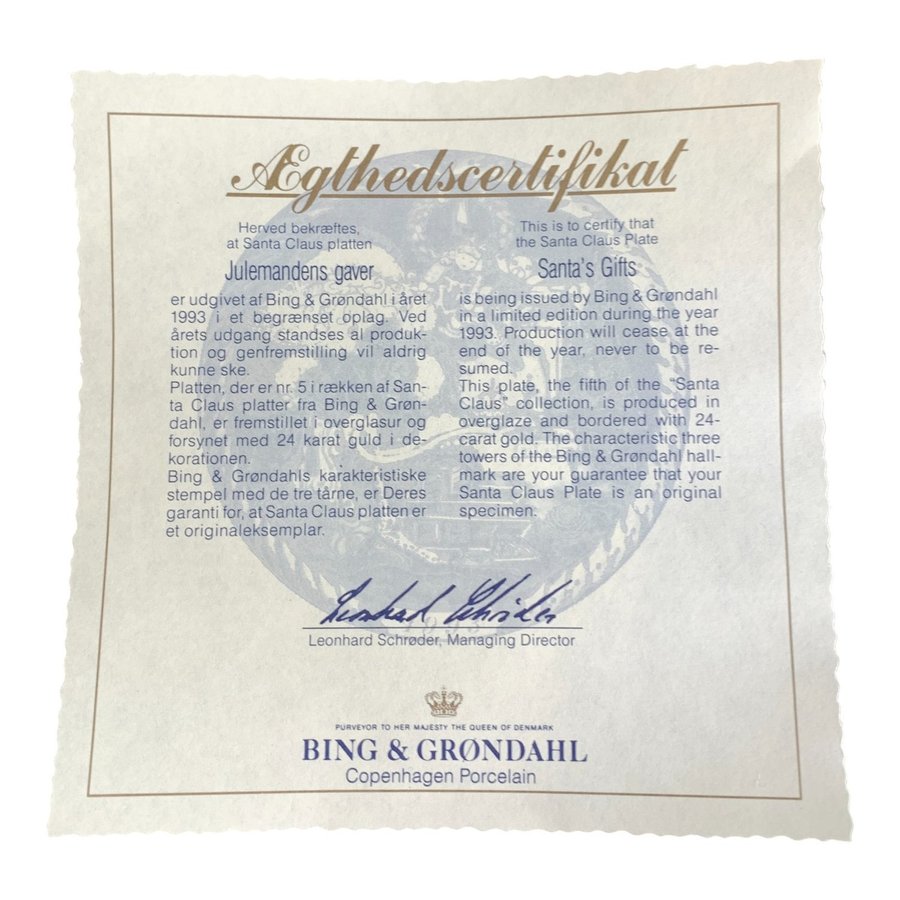 Ægthedscertifikat
Herved bekræftes,
at Santa Claus platten
Julemandens gaver
er udgivet af Bing & Grøndahl i året
1993 i et begrænset oplag. Ved
årets udgang standses al produk-
tion og genfremstilling vil aldrig
kunne ske.
Platten, der er nr. 5 i rækken af San-
ta Claus platter fra Bing & Grøn-
dahl, er fremstillet i overglasur og
forsynet med 24 karat guld i de-
korationen.
Bing & Grøndahls karakteristiske
stempel med de tre tårne, er Deres
garanti for, at Santa Claus platten er
et originaleksemplar.
This is to certify that
the Santa Claus Plate
Santa's Gifts
is being issued by Bing & Grøndahl
in a limited edition during the year
1993. Production will cease at the
end of the year, never to be re-
sumed.
This plate, the fifth of the "Santa
Claus" collection, is produced in
overglaze and bordered with 24-
carat gold. The characteristic three
towers of the Bing & Grøndahl hall-
mark are your guarantee that your
Santa Claus Plate is an original
specimen.
Leonhard Schrøder
1993
Leonhard Schrøder, Managing Director
PURVEYOR TO HER MAJESTY THE QUEEN OF DENMARK
BING & GRØNDAHL
Copenhagen Porcelain